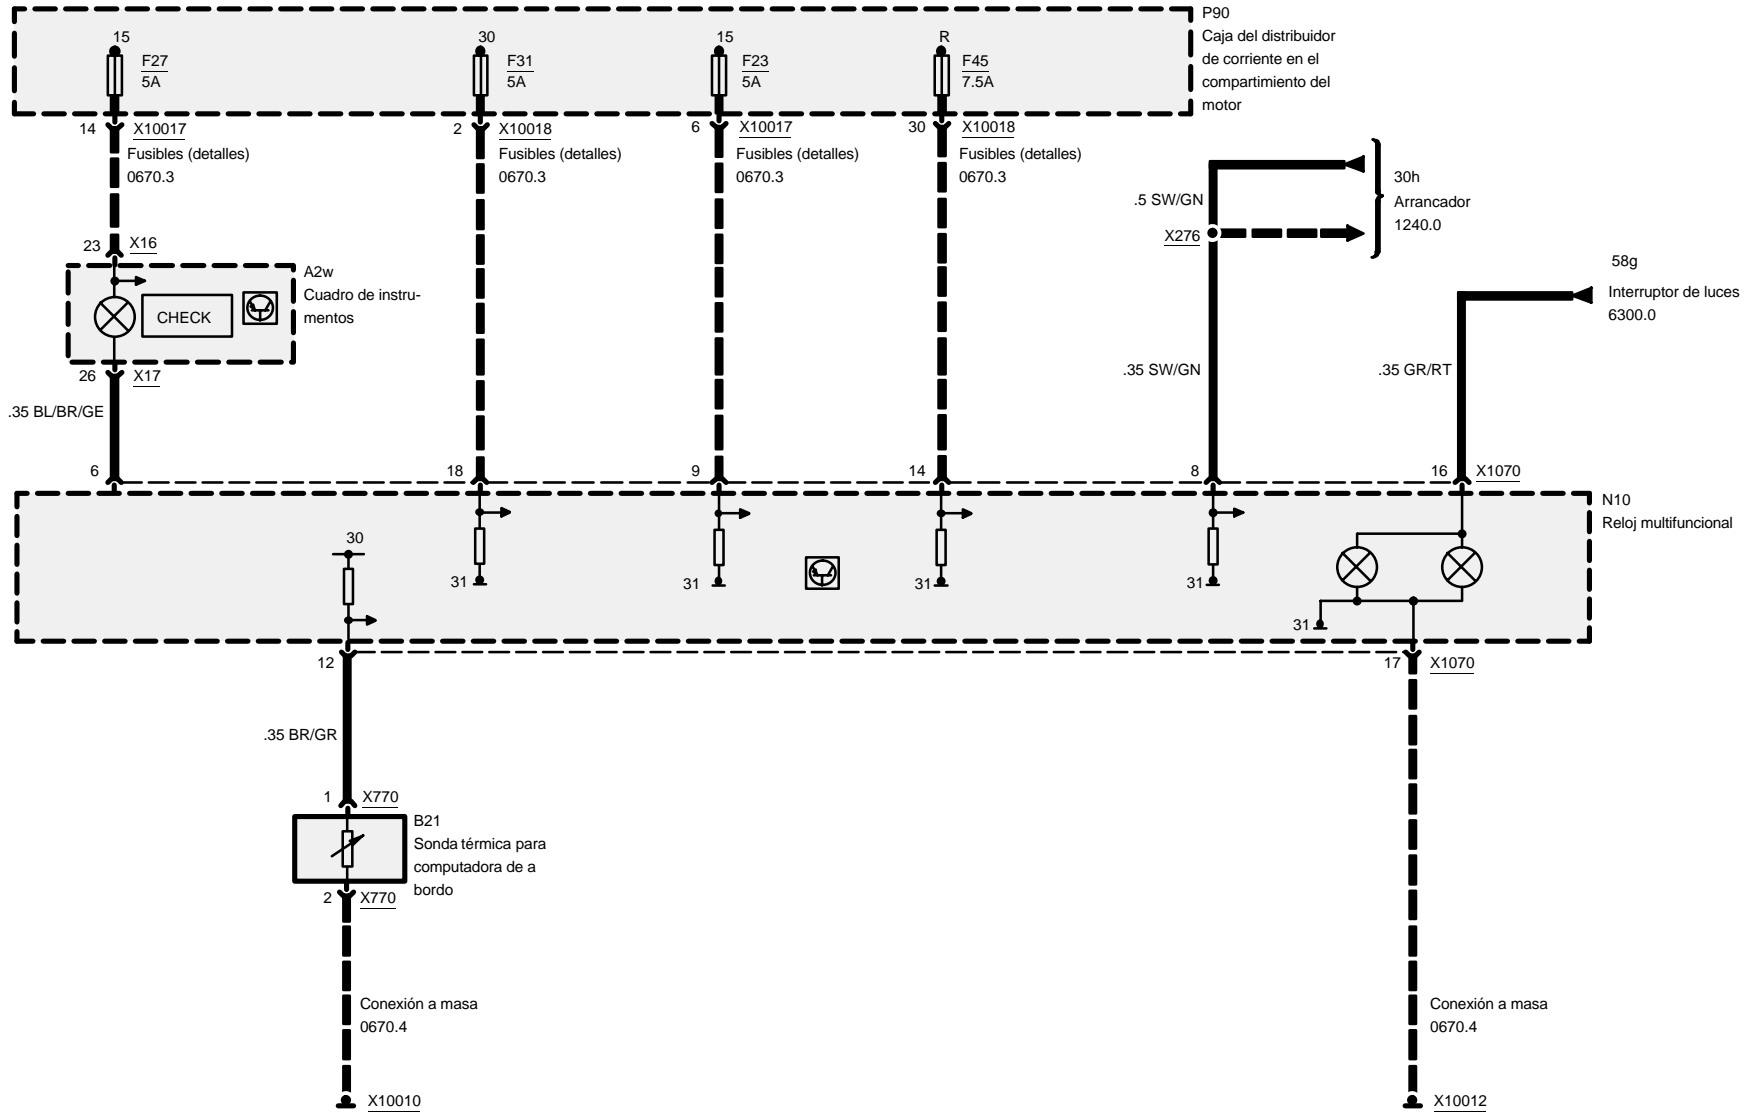 P90
Caja del distribuidor
de corriente en el
compartimiento del
motor
15
F27
5A
30
F31
5A
15
F23
5A
R
F45
7.5A
14
X10017
Fusibles (detalles)
0670.3
2
X10018
Fusibles (detalles)
0670.3
6
X10017
Fusibles (detalles)
0670.3
30
X10018
Fusibles (detalles)
0670.3
30h
Arrancador
1240.0
.5 SW/GN
X276
58g
Interruptor de luces
6300.0
23
X16
A2w
Cuadro de instru-
mentos
CHECK
26
X17
.35 BL/BR/GE
.35 SW/GN
.35 GR/RT
6
18
9
14
8
16
X1070
N10
Reloj multifuncional
30
31
31
31
31
31
12
17
X1070
.35 BR/GR
1
X770
B21
Sonda térmica para
computadora de a
bordo
2
X770
Conexión a masa
0670.4
Conexión a masa
0670.4
X10010
X10012